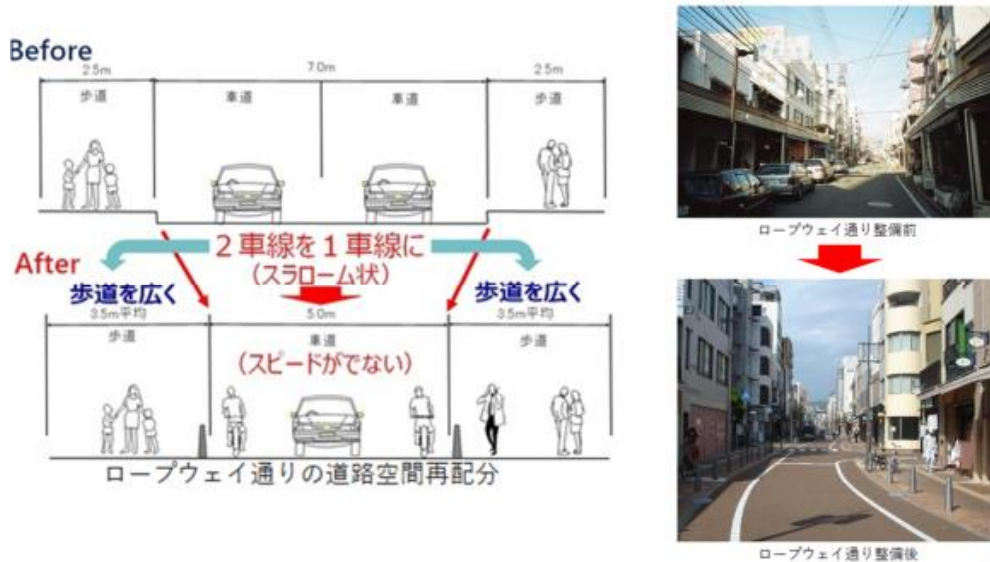 Before
2.5m
7.0m
2.5m
歩道
車道
車道
歩道
2車線を1車線に
(スラローム状)
After
歩道を広く
歩道を広く
3.5m平均
5.0m
3.5m平均
歩道
車道
歩道
(スピードがでない)
ロープウェイ通りの道路空間再配分
ロープウェイ通り整備前
ロープウェイ通り整備後